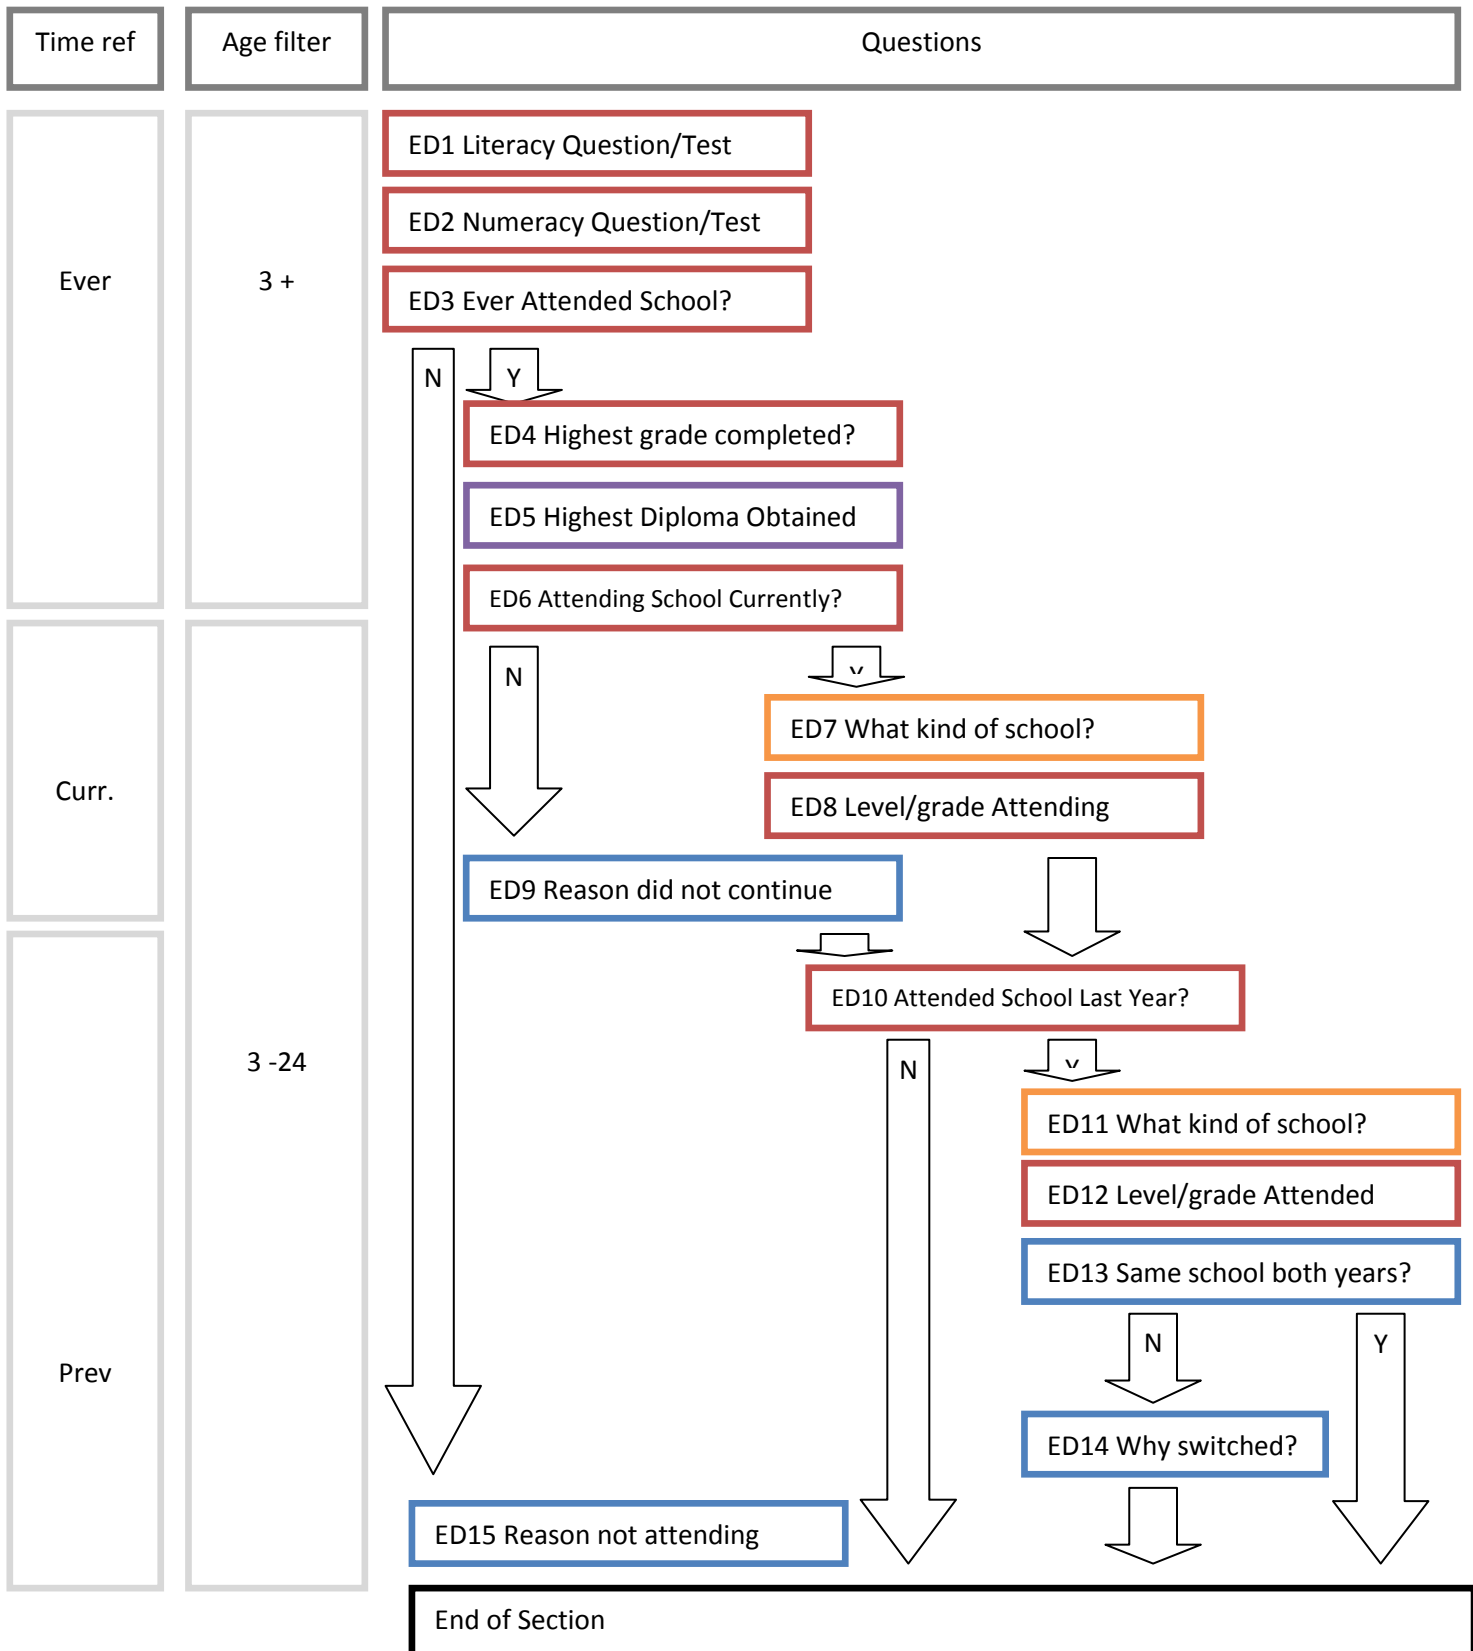 Time ref
Age filter
Questions
Ever
3 +
ED1 Literacy Question/Test
ED2 Numeracy Question/Test
ED3 Ever Attended School?
N
Y
ED4 Highest grade completed?
ED5 Highest Diploma Obtained
ED6 Attending School Currently?
Curr.
3 -24
N
Y
ED7 What kind of school?
ED8 Level/grade Attending
ED9 Reason did not continue
Prev
ED10 Attended School Last Year?
N
Y
ED11 What kind of school?
ED12 Level/grade Attended
ED13 Same school both years?
N
Y
ED14 Why switched?
ED15 Reason not attending
End of Section